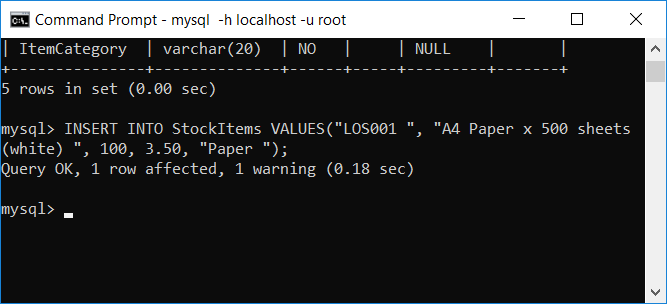 Command Prompt - mysql -h localhost -u root
| ItemCategory | varchar(20) | NO | | NULL | |
+---------------+--------------+------+-----+---------+-------+
5 rows in set (0.00 sec)
mysql> INSERT INTO StockItems VALUES("LOS001 ", "A4 Paper x 500 sheets
(white) ", 100, 3.50, "Paper ");
Query OK, 1 row affected, 1 warning (0.18 sec)
mysql>